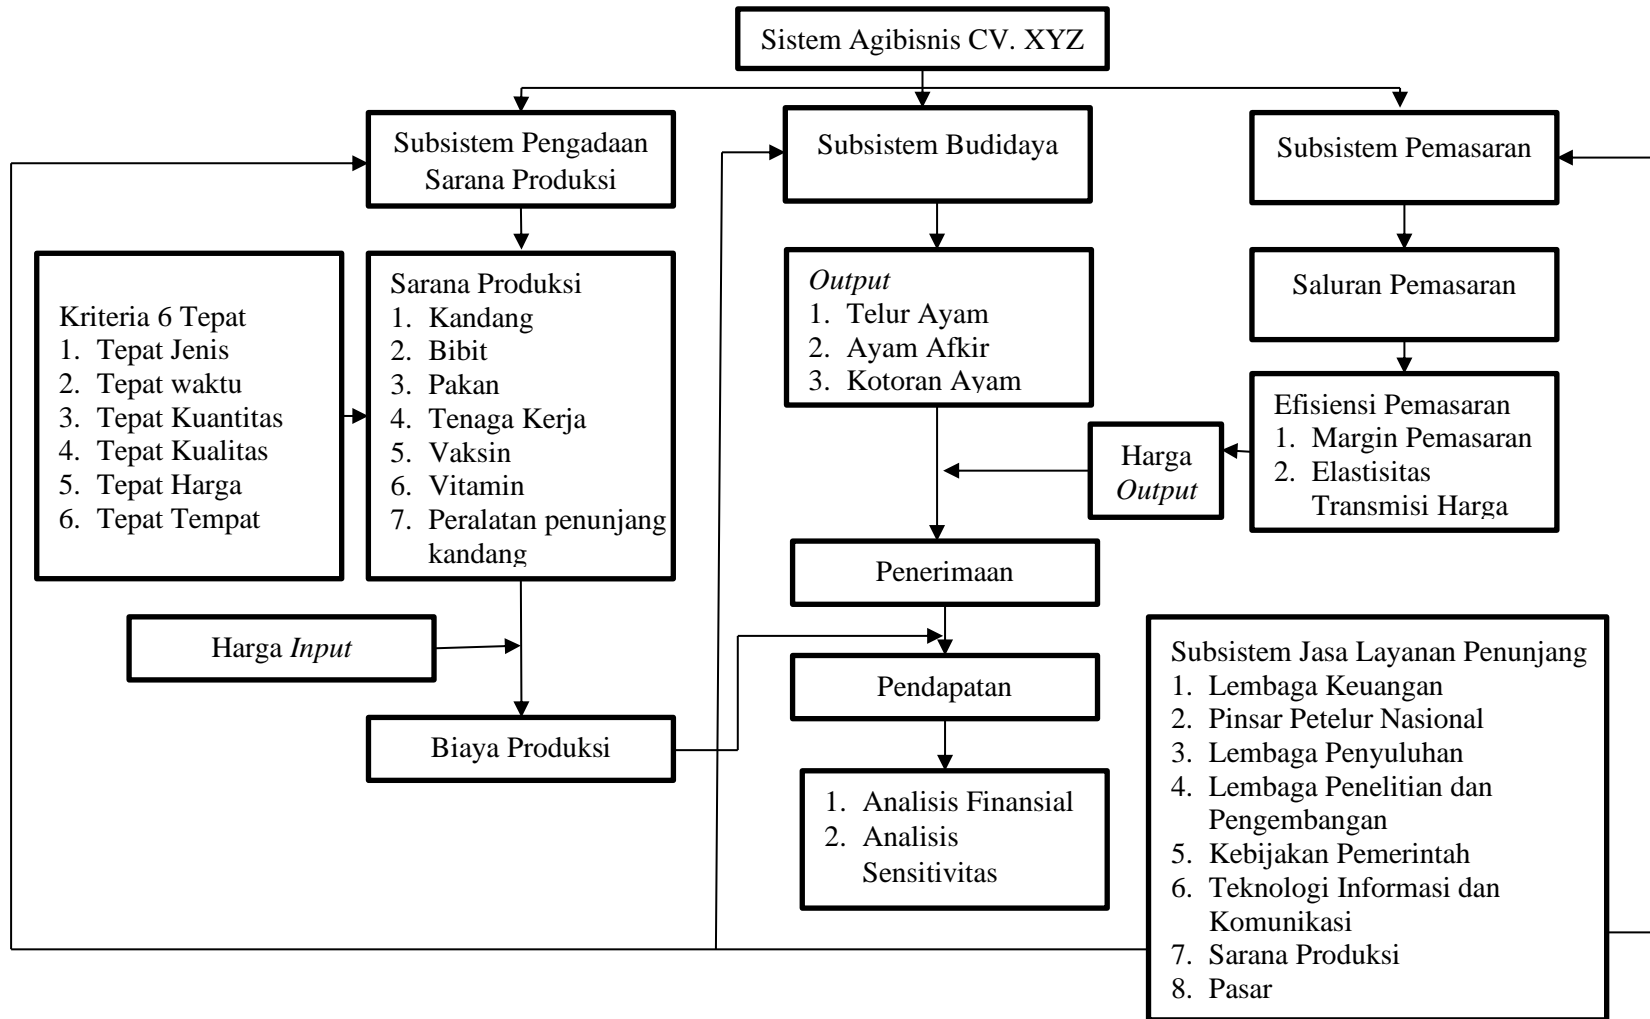 Sistem Agibisnis CV. XYZ
Subsistem Pengadaan
Sarana Produksi
Subsistem Budidaya
Subsistem Pemasaran
Kriteria 6 Tepat
1. Tepat Jenis
2. Tepat waktu
3. Tepat Kuantitas
4. Tepat Kualitas
5. Tepat Harga
6. Tepat Tempat
Sarana Produksi
1. Kandang
2. Bibit
3. Pakan
4. Tenaga Kerja
5. Vaksin
6. Vitamin
7. Peralatan penunjang
kandang
Output
1. Telur Ayam
2. Ayam Afkir
3. Kotoran Ayam
Saluran Pemasaran
Efisiensi Pemasaran
1. Margin Pemasaran
2. Elastisitas
Transmisi Harga
Harga
Output
Penerimaan
Harga Input
Pendapatan
Biaya Produksi
1. Analisis Finansial
2. Analisis
Sensitivitas
Subsistem Jasa Layanan Penunjang
1. Lembaga Keuangan
2. Pinsar Petelur Nasional
3. Lembaga Penyuluhan
4. Lembaga Penelitian dan
Pengembangan
5. Kebijakan Pemerintah
6. Teknologi Informasi dan
Komunikasi
7. Sarana Produksi
8. Pasar